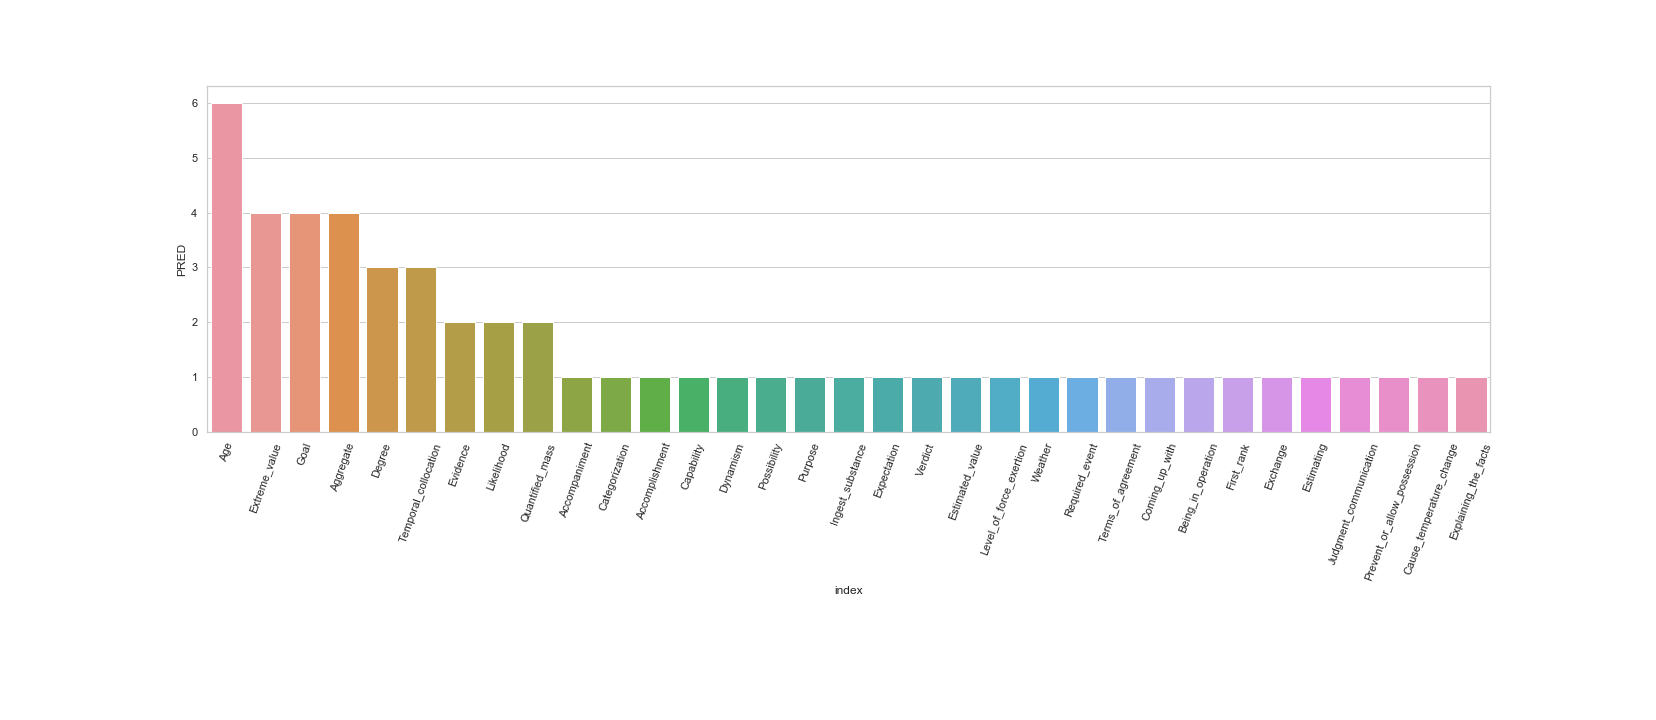 6
5
4
3
2
1
0
PRED
Age
Extreme_value
Goal
Aggregate
Degree
Temporal_collocation
Evidence
Likelihood
Quantified_mass
Accompaniment
Categorization
Accomplishment
Capability
Dynamism
Possibility
Purpose
Ingest_substance
Expectation
Verdict
Estimated_value
Level_of_force_exertion
Weather
Required_event
Terms_of_agreement
Coming_up_with
Being_in_operation
First_rank
Exchange
Estimating
Judgment_communication
Prevent_or_allow_possession
Cause_temperature_change
Explaining_the_facts
index